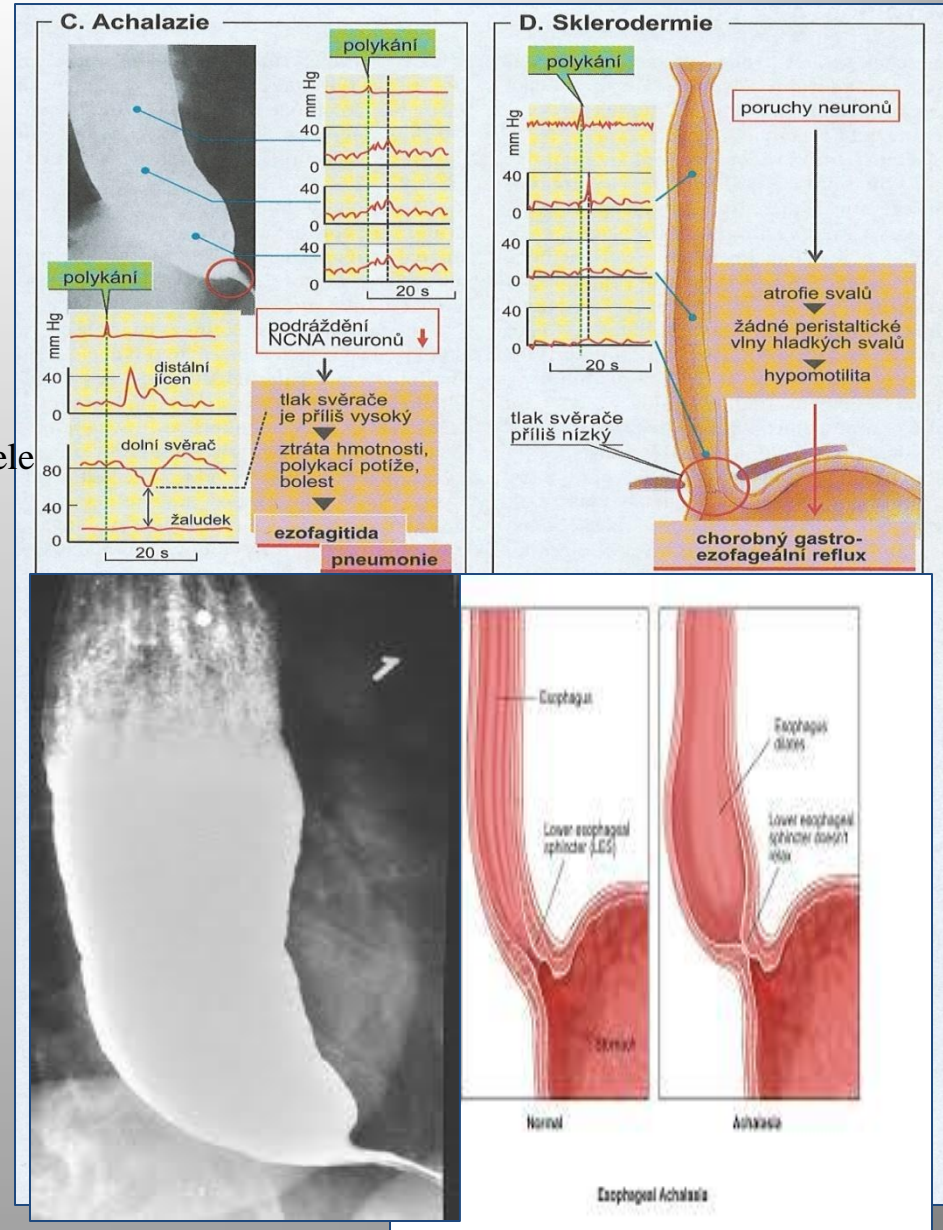 C. Achalazie
polykání
mm Hg
40
0
40
0
40
0
20 s
polykání
mm Hg
40
0
distální
jícen
dolní svěrač
80
40
0
žaludek
20 s
podráždění
NCNA neuronů
tlak svěrače
je příliš vysoký
ztráta hmotnosti,
polykací potíže,
bolest
ezofagitida
pneumonie
D. Sklerodermie
polykání
mm Hg
40
0
40
0
40
0
20 s
poruchy neuronů
atrofie svalů
žádné peristaltické
vlny hladkých svalů
hypomotilita
tlak svěrače
příliš nízký
chorobný gastro-
ezofageální reflux
ele
Esophagus
Lower esophageal
sphincter (LES)
Stomach
Normal
Esophagus
dilates
Lower esophageal
sphincter doesn't
relax
Achalasia
Esophageal Achalasia